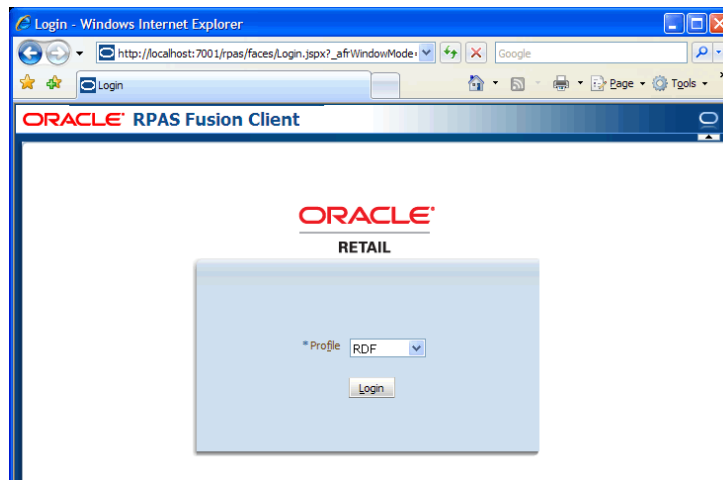 Login - Windows Internet Explorer
http://localhost:7001/rpas/faces/Login.jspx?_afrWindowMode
Google
Login
Page
Tools
ORACLE® RPAS Fusion Client
ORACLE®
RETAIL
* Profile RDF
Login